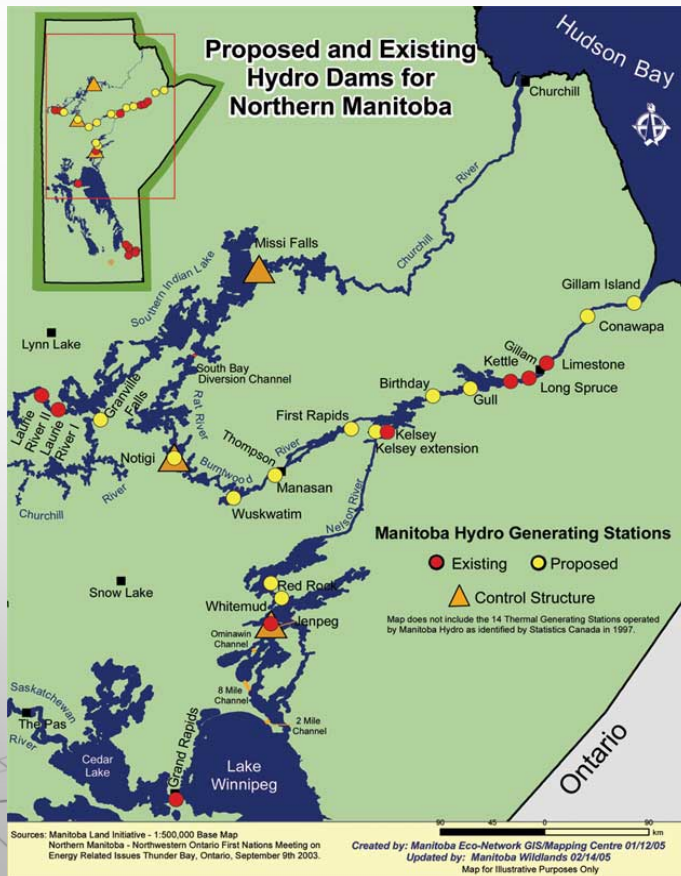 Proposed and Existing
Hydro Dams for
Northern Manitoba
Hudson Bay
Churchill
River
Churchill
Missi Falls
Southern Indian Lake
Gillam Island
Conawapa
Lynn Lake
South Bay
Diversion Channel
Gillam
Kettle
Limestone
Long Spruce
Birthday
Gull
Laurie
River II
Laurie
River I
Granville
Falls
Rat River
First Rapids
Kelsey
Kelsey extension
Notigi
Thompson
River
Burntwood
Manasan
Churchill
River
Wuskwatim
Nelson River
Manitoba Hydro Generating Stations
Existing
Proposed
Control Structure
Map does not include the 14 Thermal Generating Stations operated
by Manitoba Hydro as identified by Statistics Canada in 1997.
Snow Lake
Red Rock
Whitemud
Jenpeg
Ominawin
Channel
8 Mile
Channel
2 Mile
Channel
Saskatchewan
The Pas
River
Cedar
Lake
Grand Rapids
Lake
Winnipeg
Ontario
90 45 0 90
km
Sources: Manitoba Land Initiative - 1:500,000 Base Map
Northern Manitoba - Northwestern Ontario First Nations Meeting on
Energy Related Issues Thunder Bay, Ontario, September 9th 2003.
Created by: Manitoba Eco-Network GIS/Mapping Centre 01/12/05
Updated by: Manitoba Wildlands 02/14/05
Map for Illustrative Purposes Only